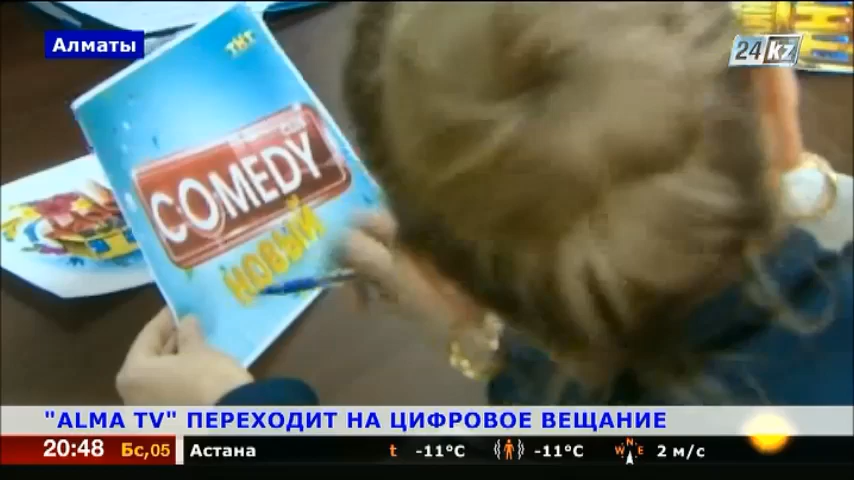 Алматы
24kz
ТНТ
COMEDY
НОВЫЙ
"ALMA TV" ПЕРЕХОДИТ НА ЦИФРОВОЕ ВЕЩАНИЕ
20:48 Бс,05 Астана t -11°C -11°C N W E S 2 м/с